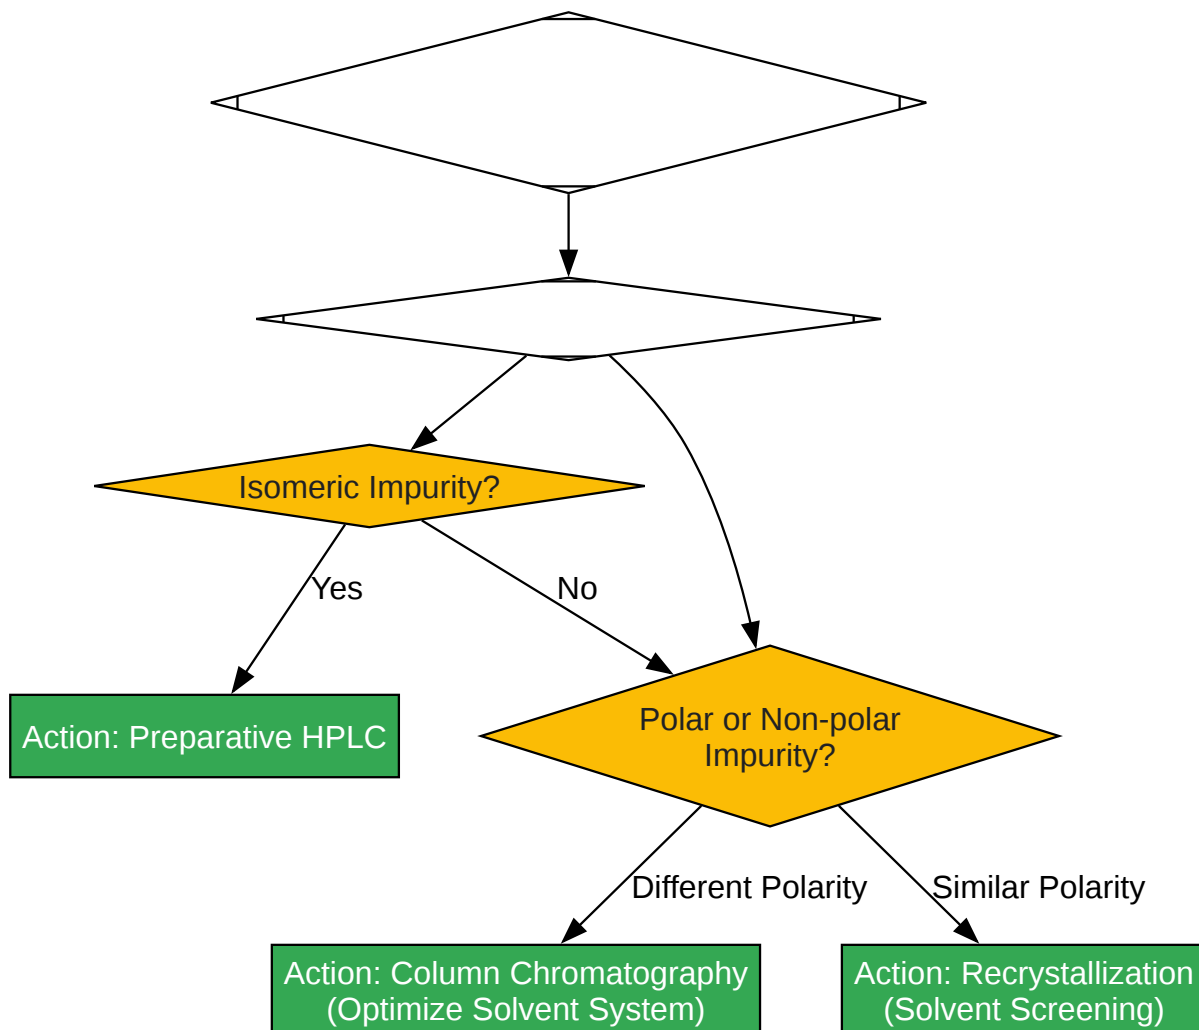 Isomeric Impurity?
Yes
No
Action: Preparative HPLC
Polar or Non-polar
Impurity?
Different Polarity
Similar Polarity
Action: Column Chromatography
(Optimize Solvent System)
Action: Recrystallization
(Solvent Screening)